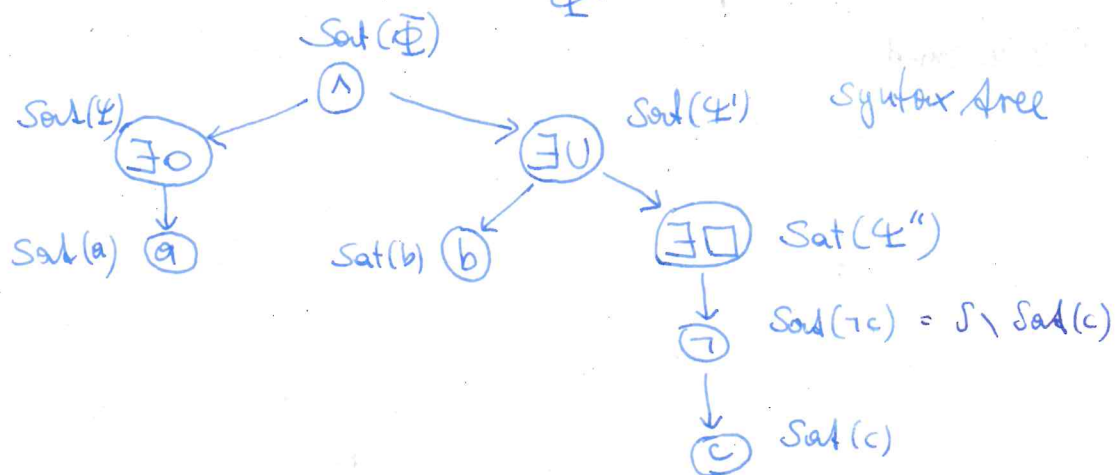 Ψ
Sat(Φ)
∧
Sat(Ψ)
Sat(Ψ')
Syntax tree
∃○
∃∪
Sat(a)
a
Sat(b)
b
∃□
Sat(Ψ")
¬
Sat(¬c) = S \ Sat(c)
c
Sat(c)